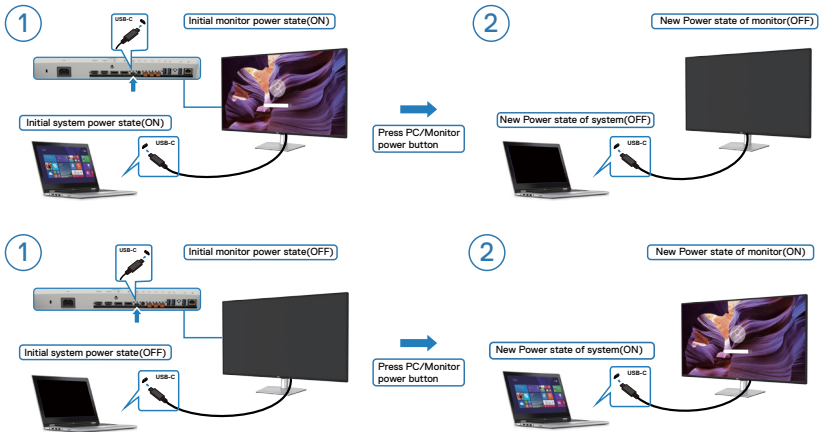 1
USB-C
Initial monitor power state(ON)
Initial system power state(ON)
USB-C
Press PC/Monitor
power button
2
New Power state of monitor(OFF)
New Power state of system(OFF)
USB-C
1
USB-C
Initial monitor power state(OFF)
Initial system power state(OFF)
USB-C
Press PC/Monitor
power button
2
New Power state of monitor(ON)
New Power state of system(ON)
USB-C